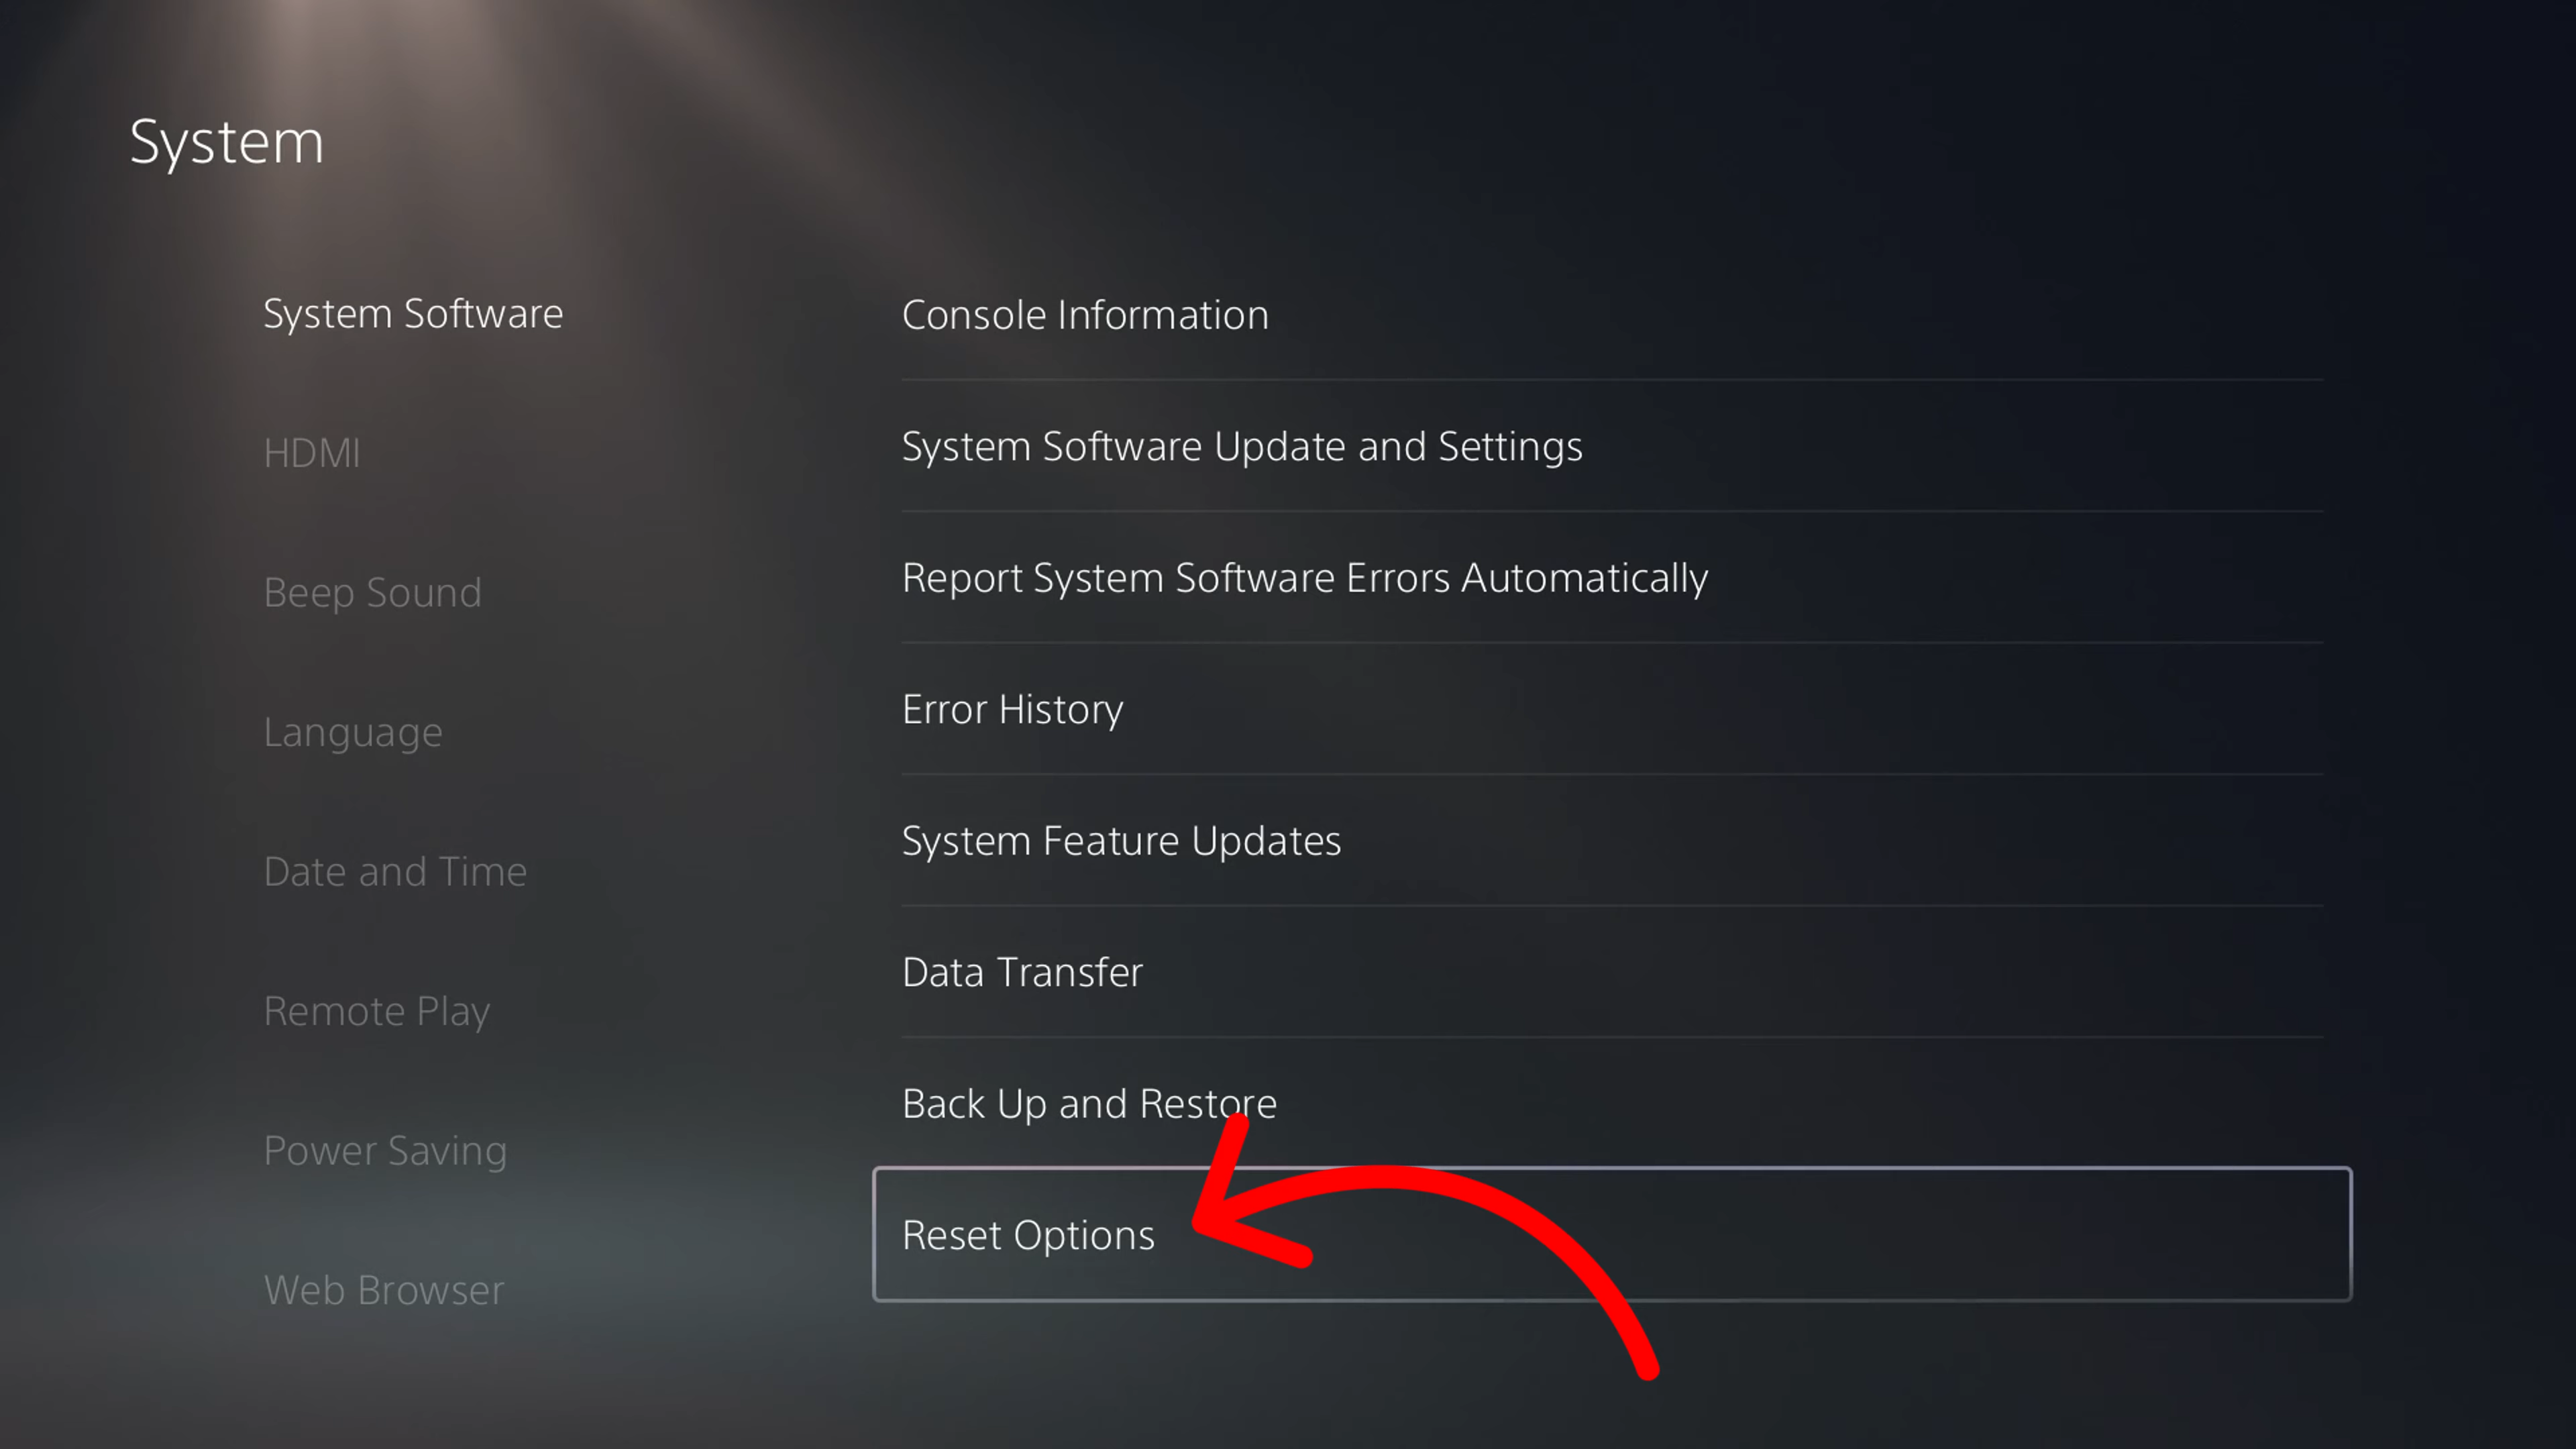 System
System Software
HDMI
Beep Sound
Language
Date and Time
Remote Play
Power Saving
Web Browser
Console Information
System Software Update and Settings
Report System Software Errors Automatically
Error History
System Feature Updates
Data Transfer
Back Up and Restore
Reset Options